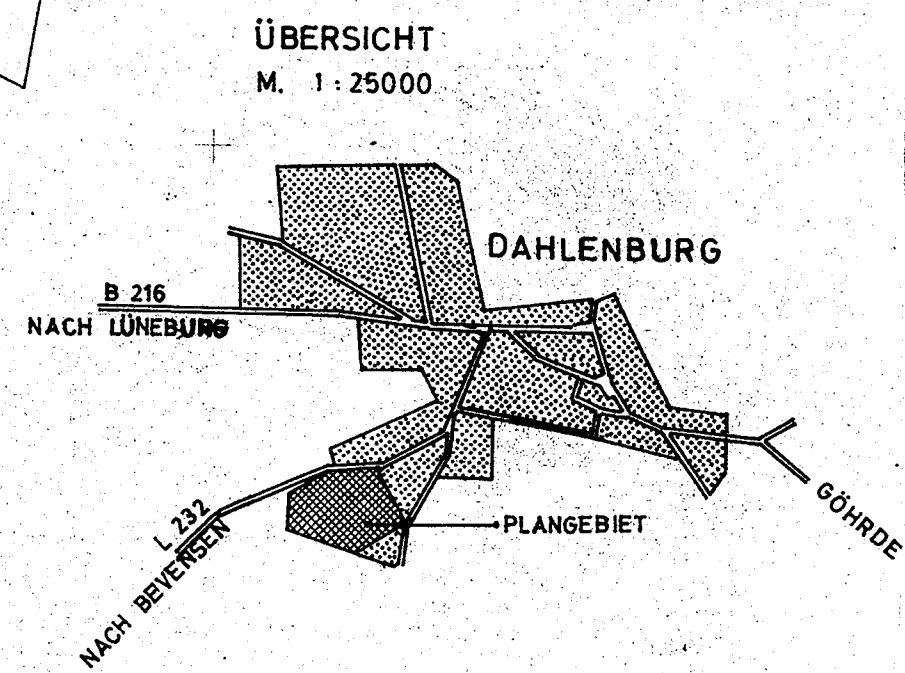 ÜBERSICHT
M. 1:25000
DAHLENBURG
B 216
NACH LÜNEBURG
GÖHRDE
PLANGEBIET
L 232
NACH BEVENSEN